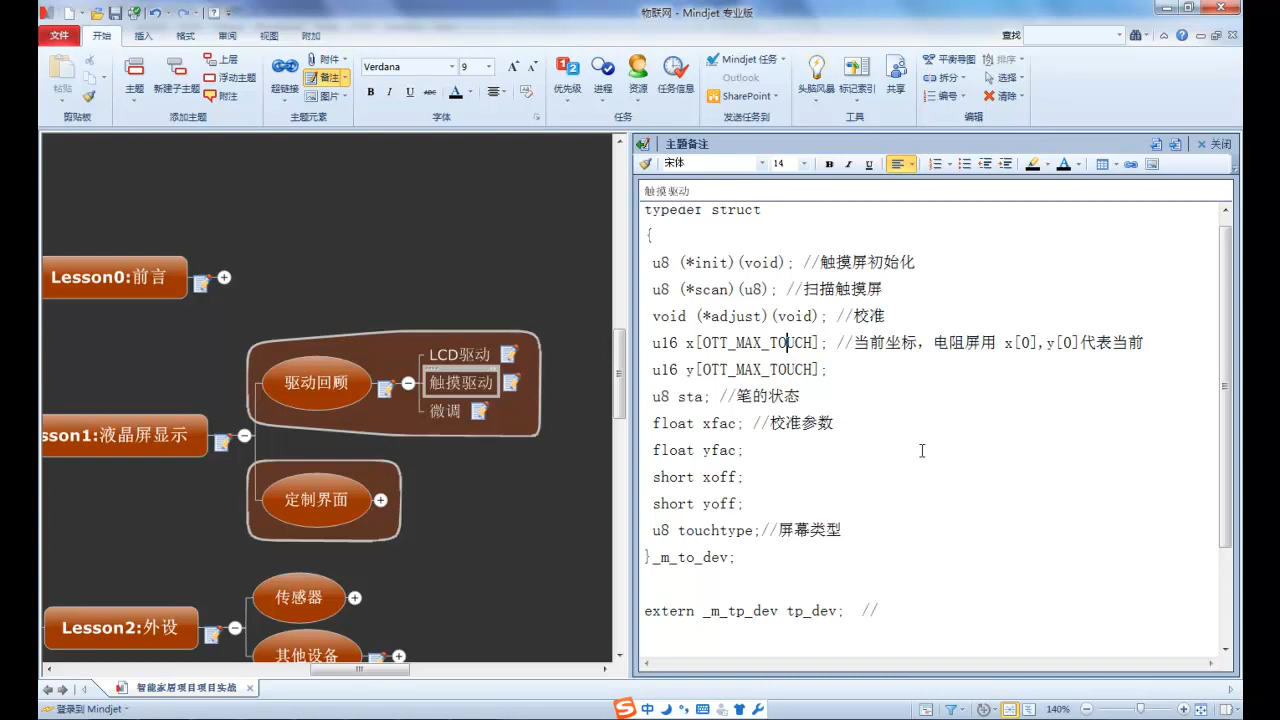 物联网 - Mindjet 专业版
文件 开始 插入 格式 审阅 视图 附加 查找
粘贴
剪贴板
主题 新建子主题 上层 浮动主题 附注
添加主题
超链接 附件 备注 图片
主题元素
Verdana 9
B I U abc A
字体
优先级 进程 资源 任务信息
任务
Mindjet 任务
Outlook
SharePoint
发送任务到
头脑风暴 标记索引 共享
工具
平衡导图 排序
拆分 选择
编号 清除
编辑
Lesson0:前言
LCD驱动
驱动回顾 触摸驱动
微调
sson1:液晶屏显示
定制界面
传感器
Lesson2:外设
其他设备
主题备注 关闭
宋体 14 B I U A
触摸驱动
typedef struct
{
u8 (*init)(void); //触摸屏初始化
u8 (*scan)(u8); //扫描触摸屏
void (*adjust)(void); //校准
u16 x[OTT_MAX_TOUCH]; //当前坐标，电阻屏用 x[0],y[0]代表当前
u16 y[OTT_MAX_TOUCH];
u8 sta; //笔的状态
float xfac; //校准参数
float yfac;
short xoff;
short yoff;
u8 touchtype;//屏幕类型
}_m_to_dev;
extern _m_tp_dev tp_dev; //
智能家居项目项目实战
登录到 Mindjet
中
140%